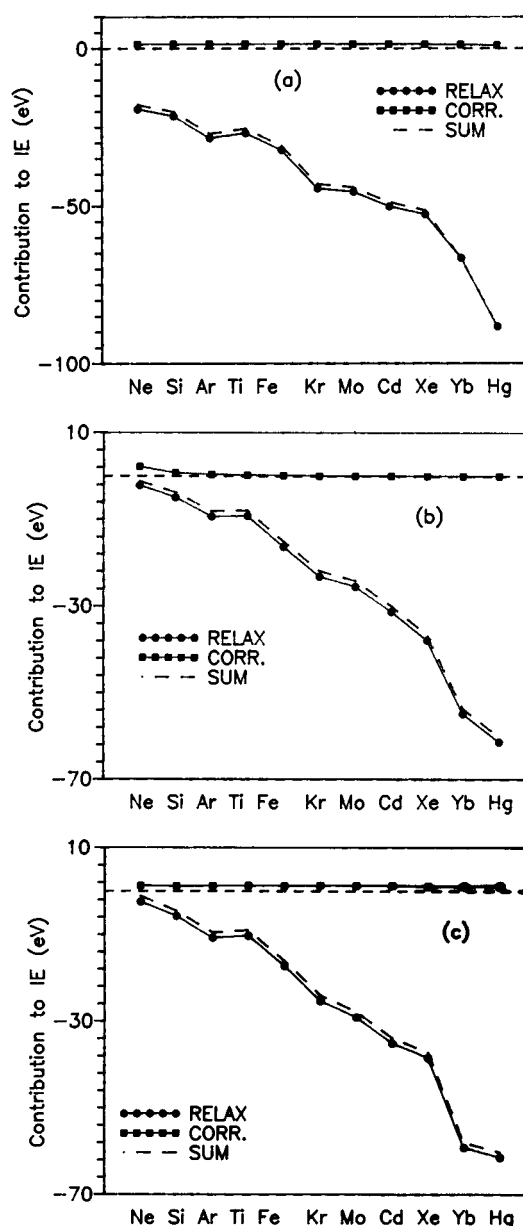 0
(a)
RELAX
CORR.
SUM
−50
−100
Contribution to IE (eV)
Ne Si Ar Ti Fe Kr Mo Cd Xe Yb Hg
10
(b)
−30
RELAX
CORR.
SUM
−70
Contribution to IE (eV)
Ne Si Ar Ti Fe Kr Mo Cd Xe Yb Hg
10
(c)
−30
RELAX
CORR.
SUM
−70
Contribution to IE (eV)
Ne Si Ar Ti Fe Kr Mo Cd Xe Yb Hg